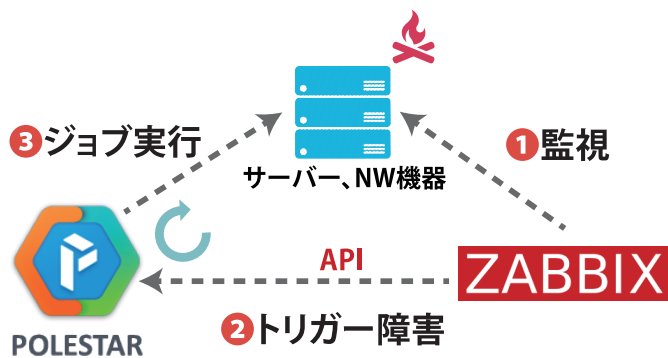 ❸ジョブ実行
サーバー、NW機器
❶監視
API
ZABBIX
❷トリガー障害
POLESTAR